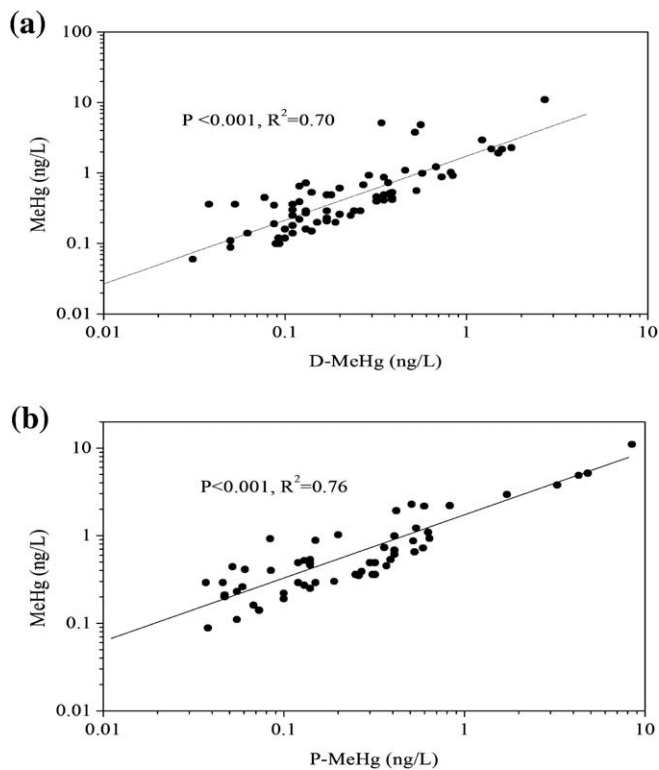 (a)
100
10
1
0.1
0.01
MeHg (ng/L)
P <0.001, R²=0.70
0.01
0.1
1
10
D-MeHg (ng/L)
(b)
10
1
0.1
0.01
MeHg (ng/L)
P<0.001, R²=0.76
0.01
0.1
1
10
P-MeHg (ng/L)